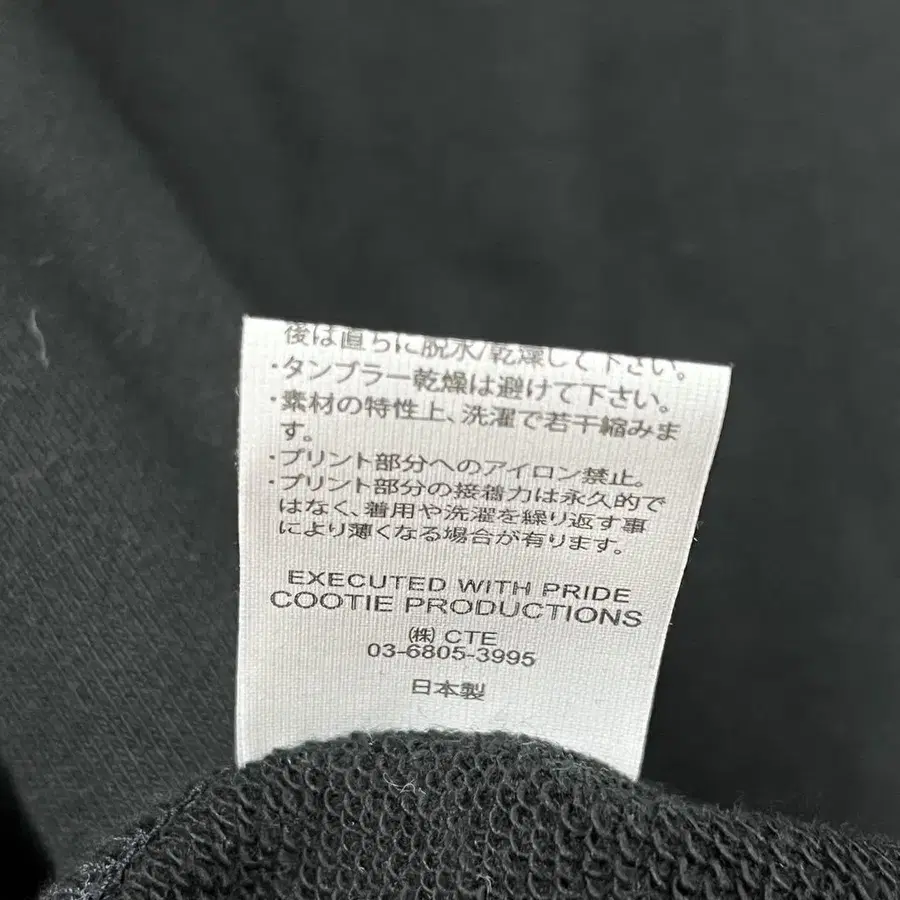 後は直ちに脱水/乾燥して下さい。
・タンブラー乾燥は避けて下さい。
・素材の特性上、洗濯で若干縮みま
す。
・プリント部分へのアイロン禁止。
・プリント部分の接着力は永久的で
はなく、着用や洗濯を繰り返す事
により薄くなる場合が有ります。
EXECUTED WITH PRIDE
COOTIE PRODUCTIONS
㈱ CTE
03-6805-3995
日本製